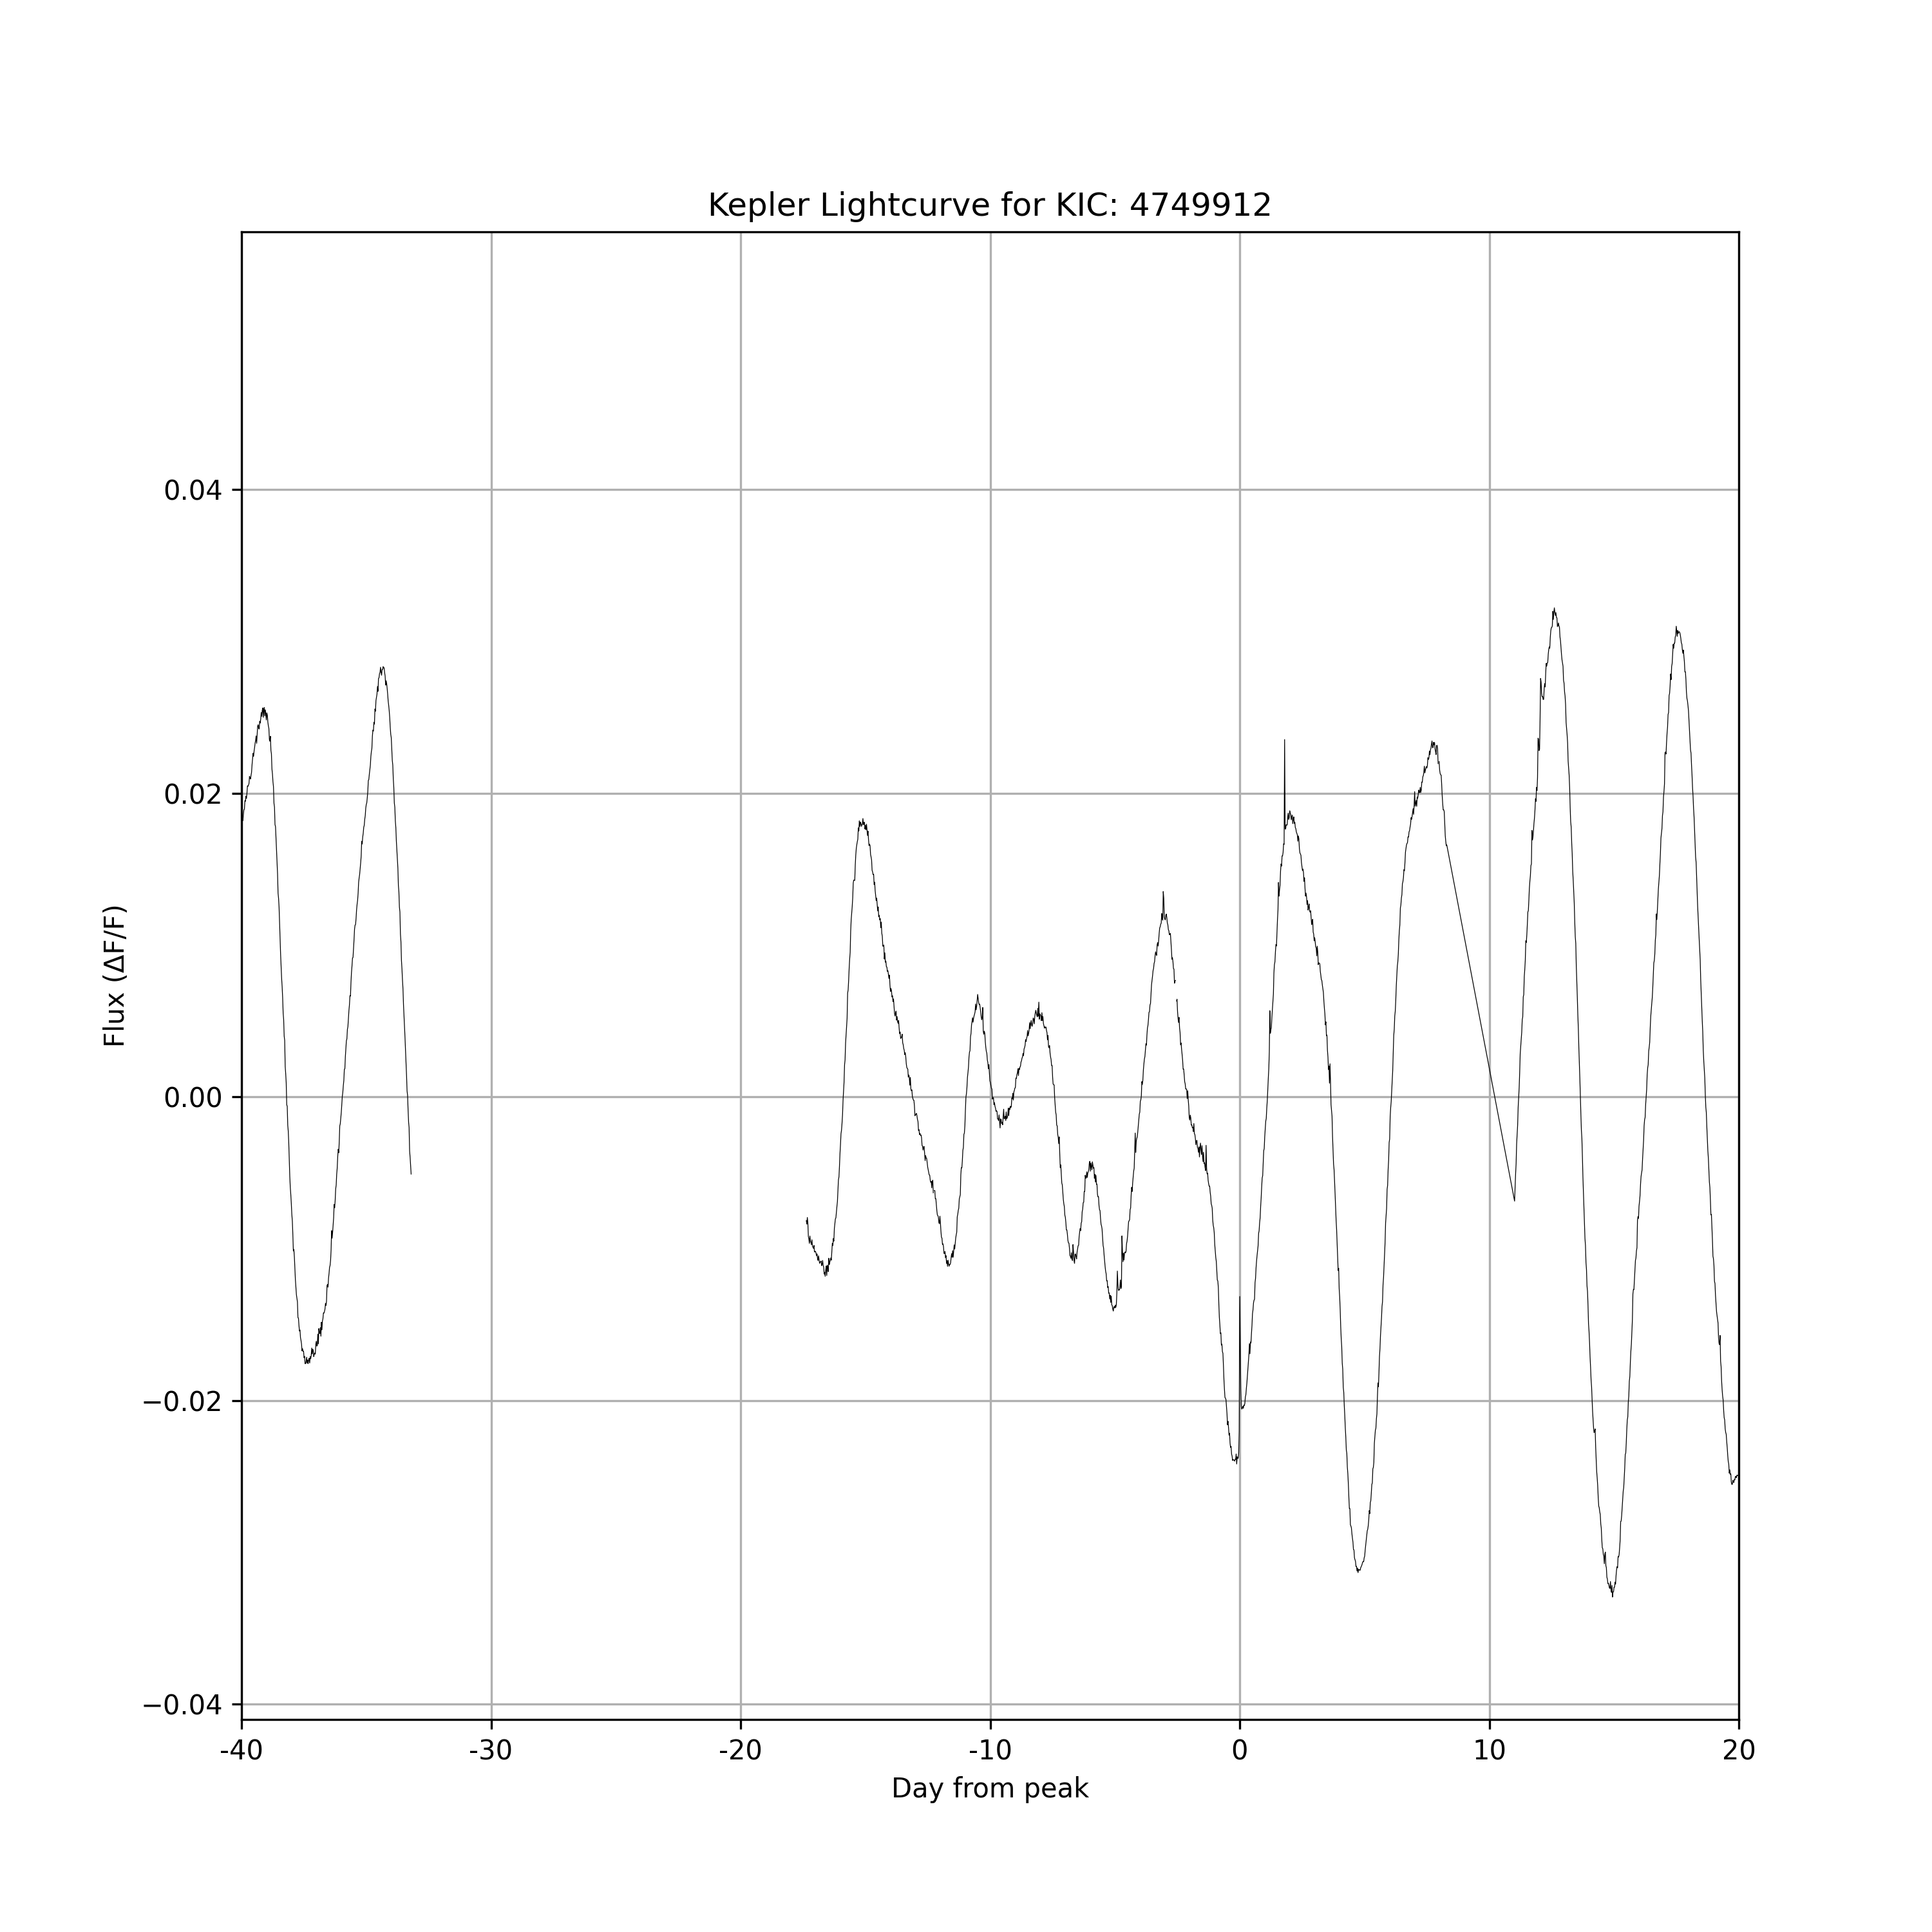 Kepler Lightcurve for KIC: 4749912
Flux (ΔF/F)
0.04
0.02
0.00
−0.02
−0.04
-40 -30 -20 -10 0 10 20
Day from peak